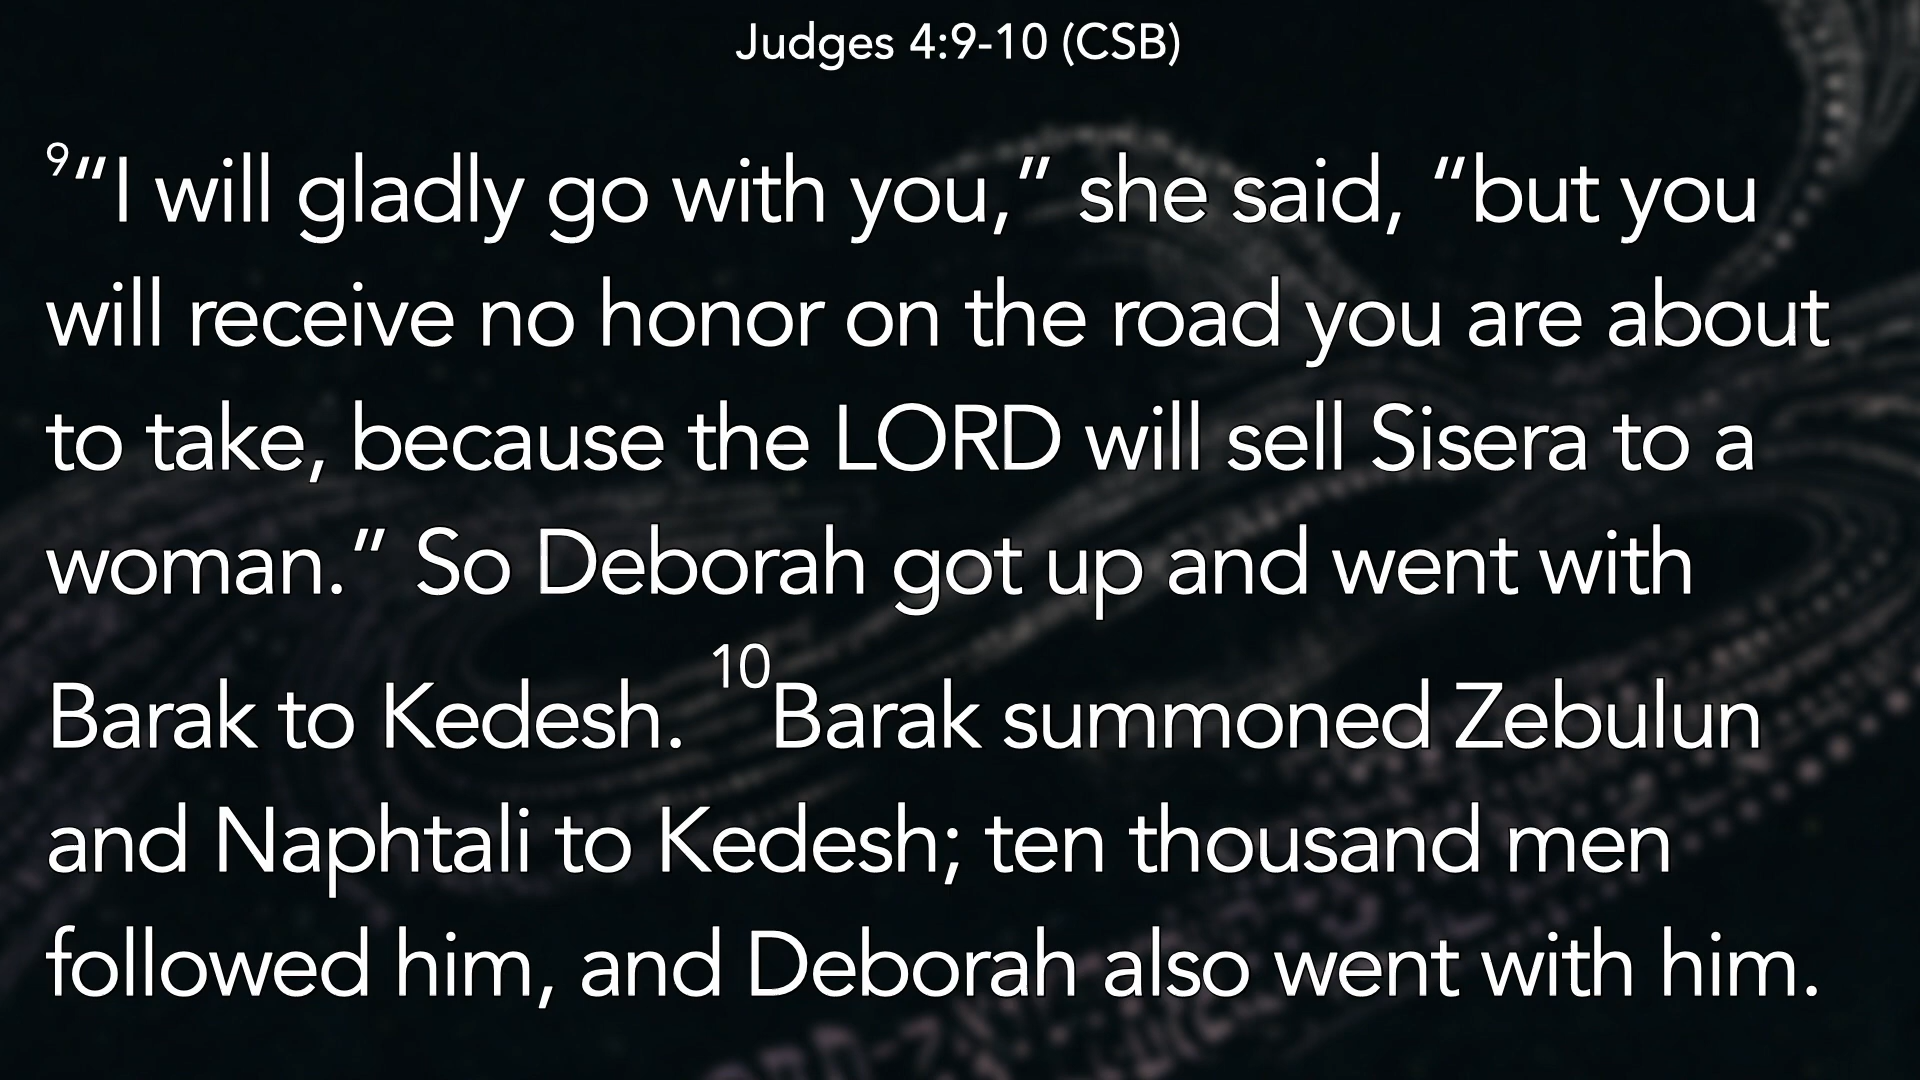 Judges 4:9-10 (CSB)
9“I will gladly go with you,” she said, “but you
will receive no honor on the road you are about
to take, because the LORD will sell Sisera to a
woman.” So Deborah got up and went with
Barak to Kedesh. 10Barak summoned Zebulun
and Naphtali to Kedesh; ten thousand men
followed him, and Deborah also went with him.